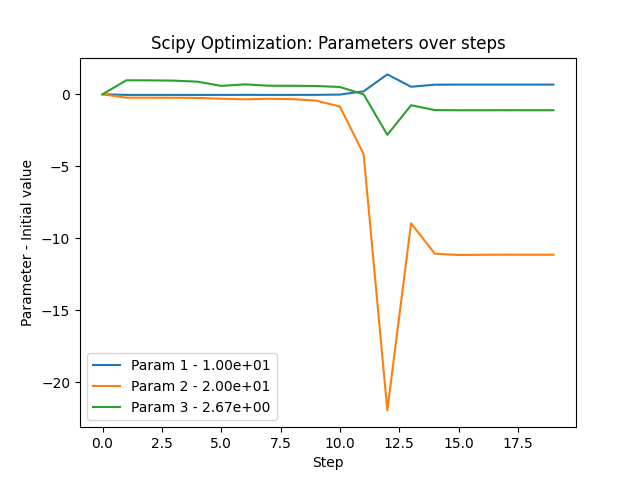 Scipy Optimization: Parameters over steps
Parameter - Initial value
0
−5
−10
−15
−20
Param 1 - 1.00e+01
Param 2 - 2.00e+01
Param 3 - 2.67e+00
0.0 2.5 5.0 7.5 10.0 12.5 15.0 17.5
Step